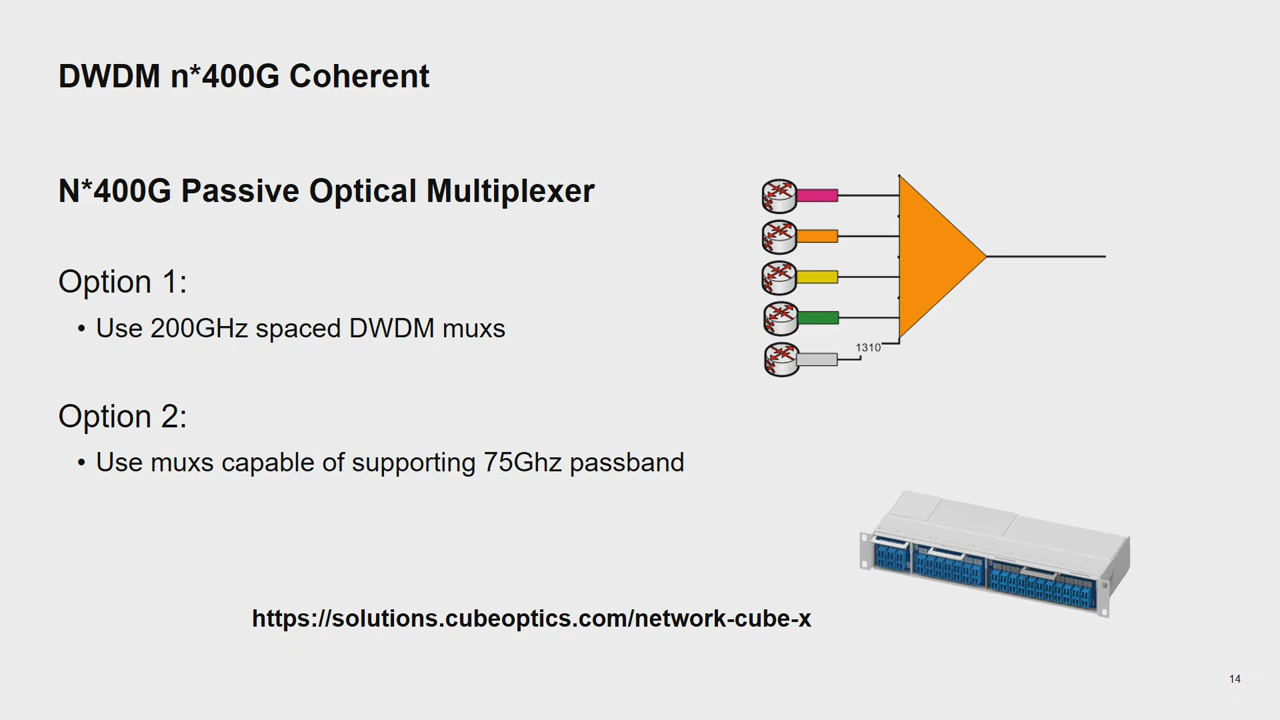 DWDM n*400G Coherent
N*400G Passive Optical Multiplexer
Option 1:
• Use 200GHz spaced DWDM muxs
Option 2:
• Use muxs capable of supporting 75Ghz passband
1310
https://solutions.cubeoptics.com/network-cube-x
14